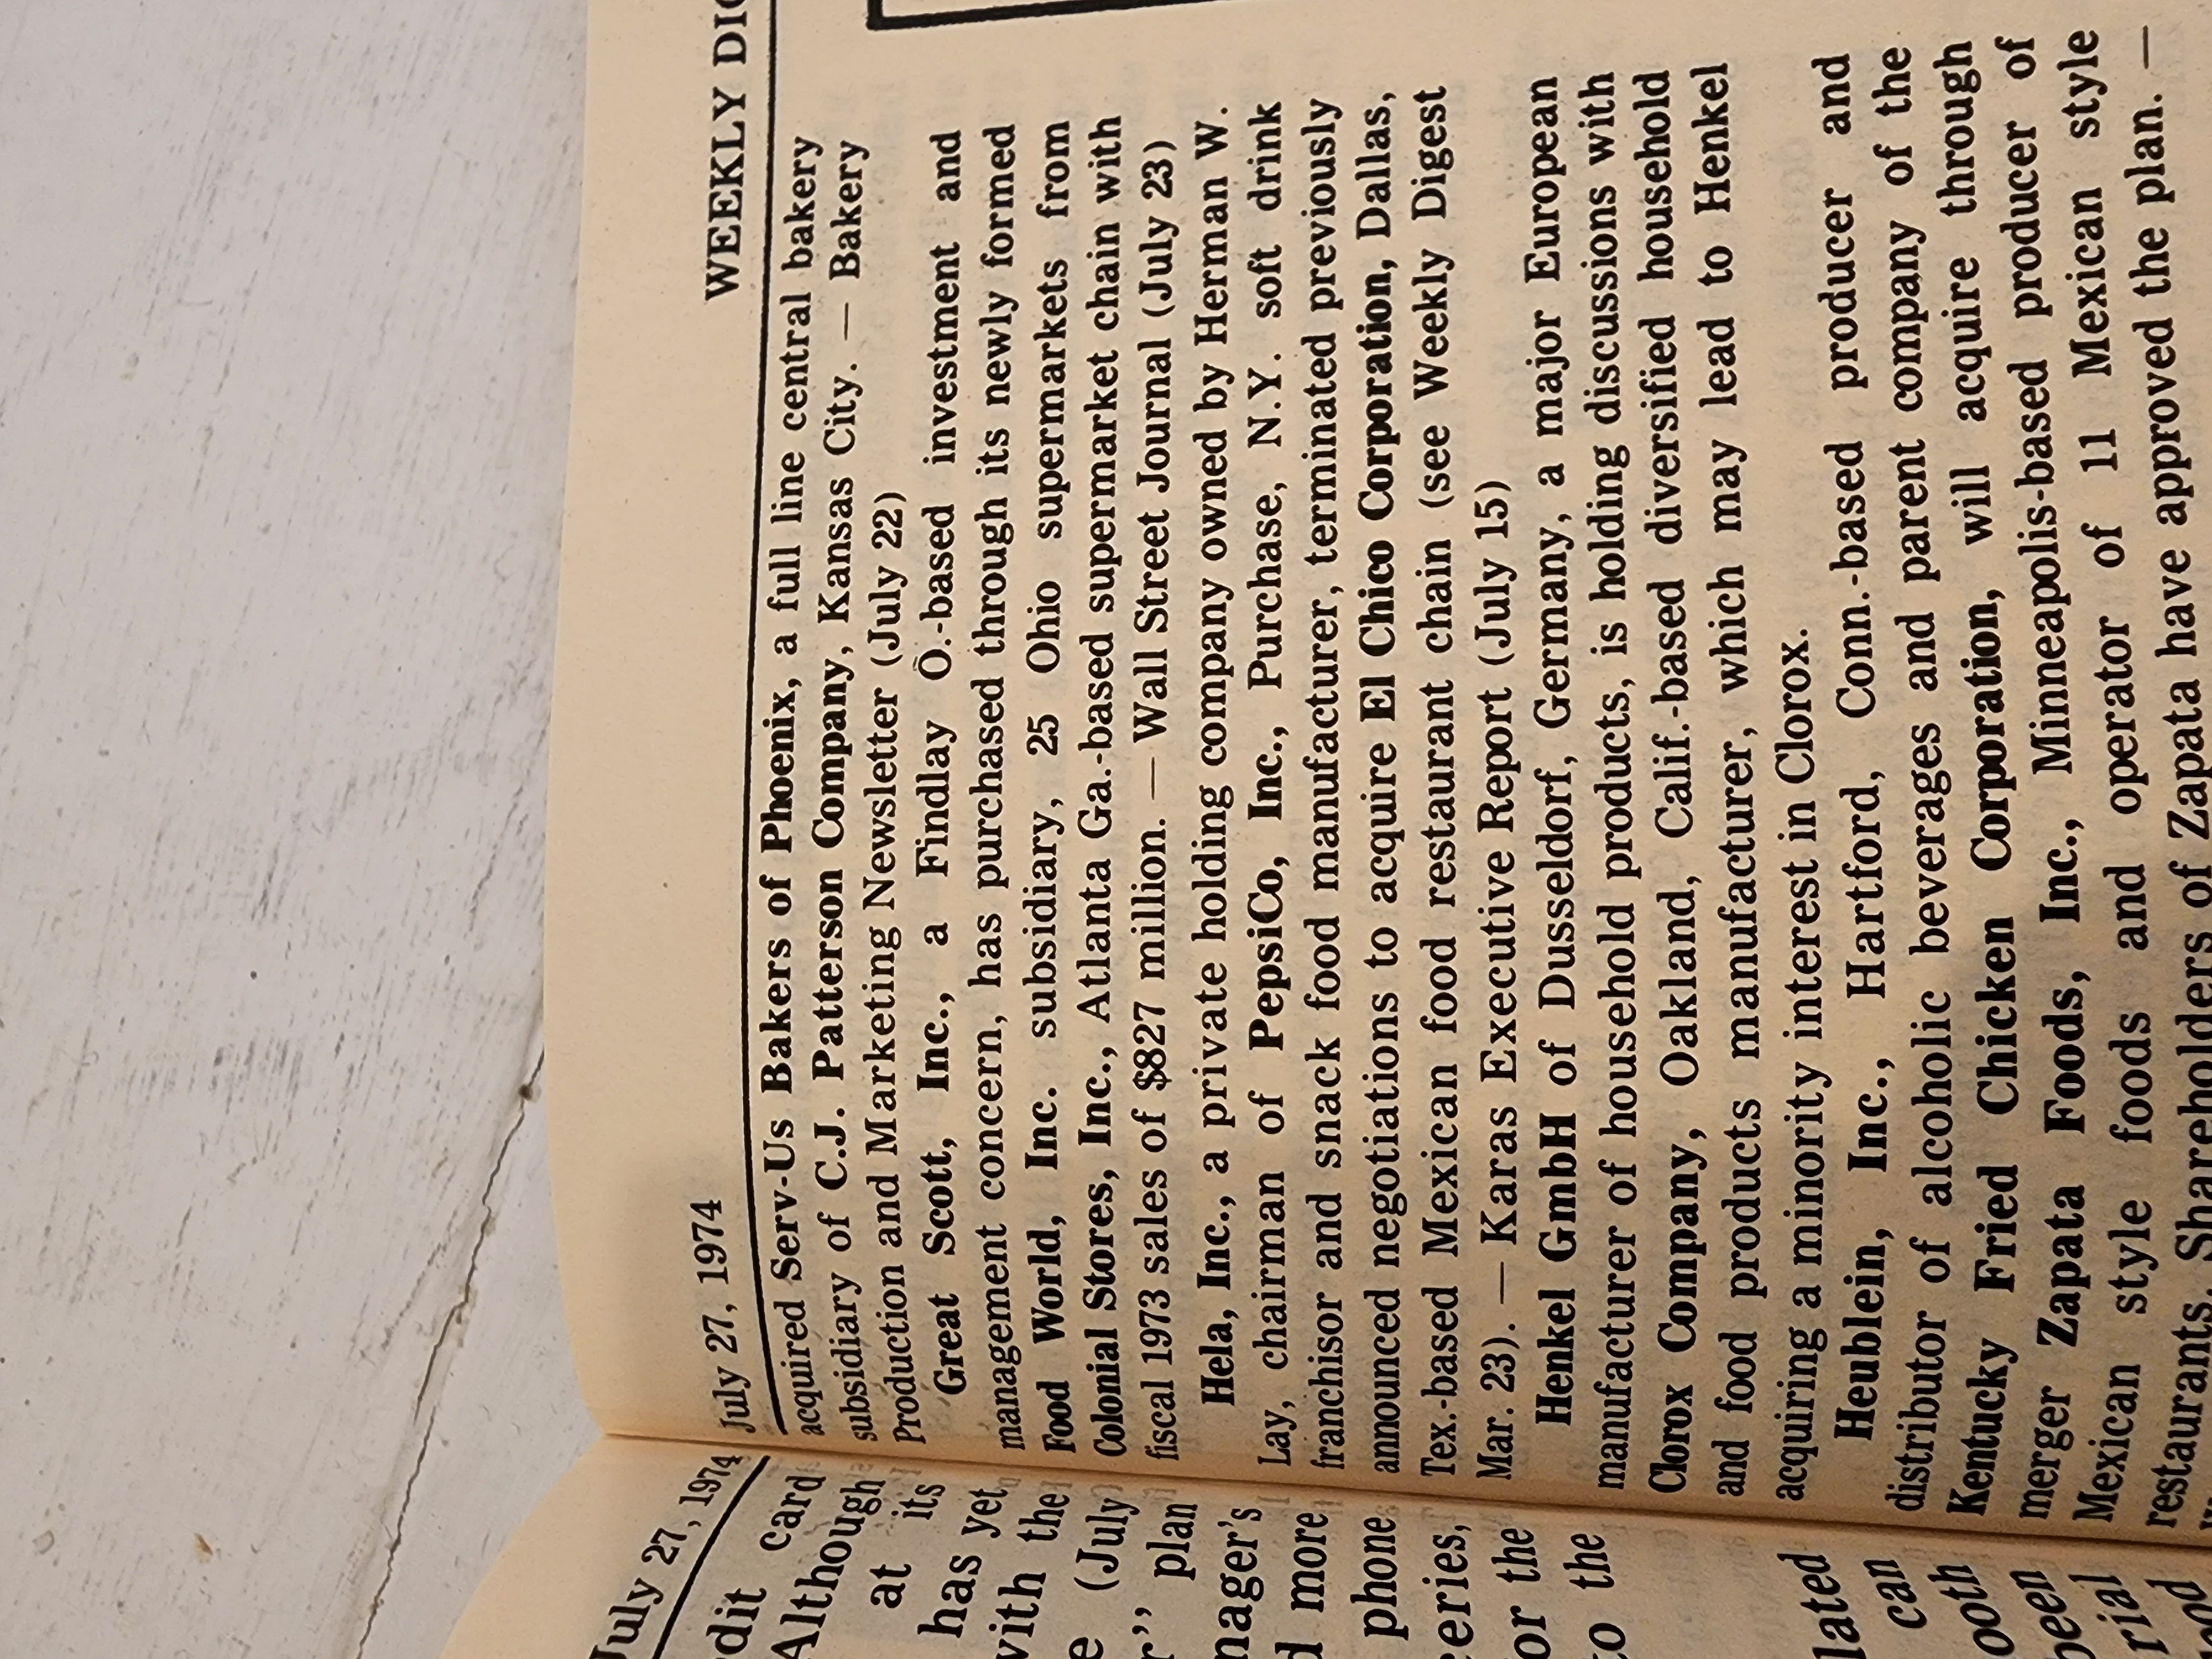 July 27, 1974
dit card
Although
at its
has yet
with the
(July
plan
nager's
more
phone
eries,
or the
to the
lated
can
ooth
been
rial
July 27, 1974 WEEKLY DIG
acquired Serv-Us Bakers of Phoenix, a full line central bakery
subsidiary of C.J. Patterson Company, Kansas City. — Bakery
Production and Marketing Newsletter (July 22)
Great Scott, Inc., a Findlay O.-based investment and
management concern, has purchased through its newly formed
Food World, Inc. subsidiary, 25 Ohio supermarkets from
Colonial Stores, Inc., Atlanta Ga.-based supermarket chain with
fiscal 1973 sales of $827 million. — Wall Street Journal (July 23)
Hela, Inc., a private holding company owned by Herman W.
Lay, chairman of PepsiCo, Inc., Purchase, N.Y. soft drink
franchisor and snack food manufacturer, terminated previously
announced negotiations to acquire El Chico Corporation, Dallas,
Tex.-based Mexican food restaurant chain (see Weekly Digest
Mar. 23). — Karas Executive Report (July 15)
Henkel GmbH of Dusseldorf, Germany, a major European
manufacturer of household products, is holding discussions with
Clorox Company, Oakland, Calif.-based diversified household
and food products manufacturer, which may lead to Henkel
acquiring a minority interest in Clorox.
Heublein, Inc., Hartford, Conn.-based producer and
distributor of alcoholic beverages and parent company of the
Kentucky Fried Chicken Corporation, will acquire through
merger Zapata Foods, Inc., Minneapolis-based producer of
Mexican style foods and operator of 11 Mexican style
restaurants. Shareholders of Zapata have approved the plan. —